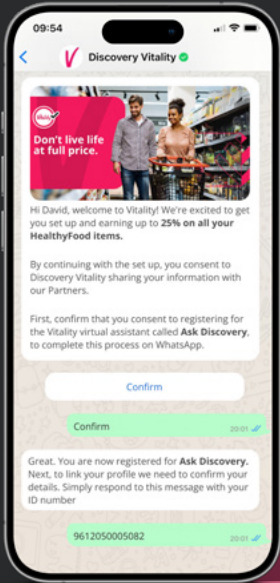 09:54
Discovery Vitality
Don't live life
at full price.
Hi David, welcome to Vitality! We're excited to get
you set up and earning up to 25% on all your
HealthyFood items.
By continuing with the set up, you consent to
Discovery Vitality sharing your information with
our Partners.
First, confirm that you consent to registering for
the Vitality virtual assistant called Ask Discovery,
to complete this process on WhatsApp.
Confirm
Confirm
20:01
Great. You are now registered for Ask Discovery.
Next, to link your profile we need to confirm your
details. Simply respond to this message with your
ID number
9612050005082
20:01